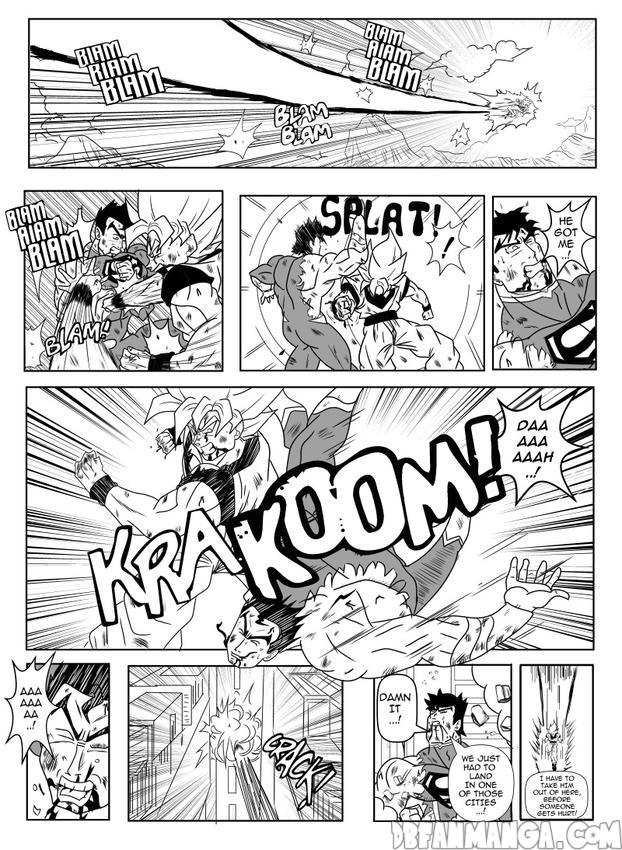 BLAM
BLAM
BLAM
BLAM
BLAM
BLAM
BLAM
BLAM
BLAM
BLAM
BLAM
BLAM!
SPLAT!
HE
GOT
ME
...!
S
DAA
AAA
AAAH
...!
KRAKOOM!
AAA
AAA
AA
...!
CRACK!
DAMN
IT
...!
WE JUST
HAD TO
LAND
IN ONE
OF THOSE
CITIES
...!
I HAVE TO
TAKE HIM
OUT OF HERE,
BEFORE
SOMEONE
GETS HURT!
DBFANMANGA.COM